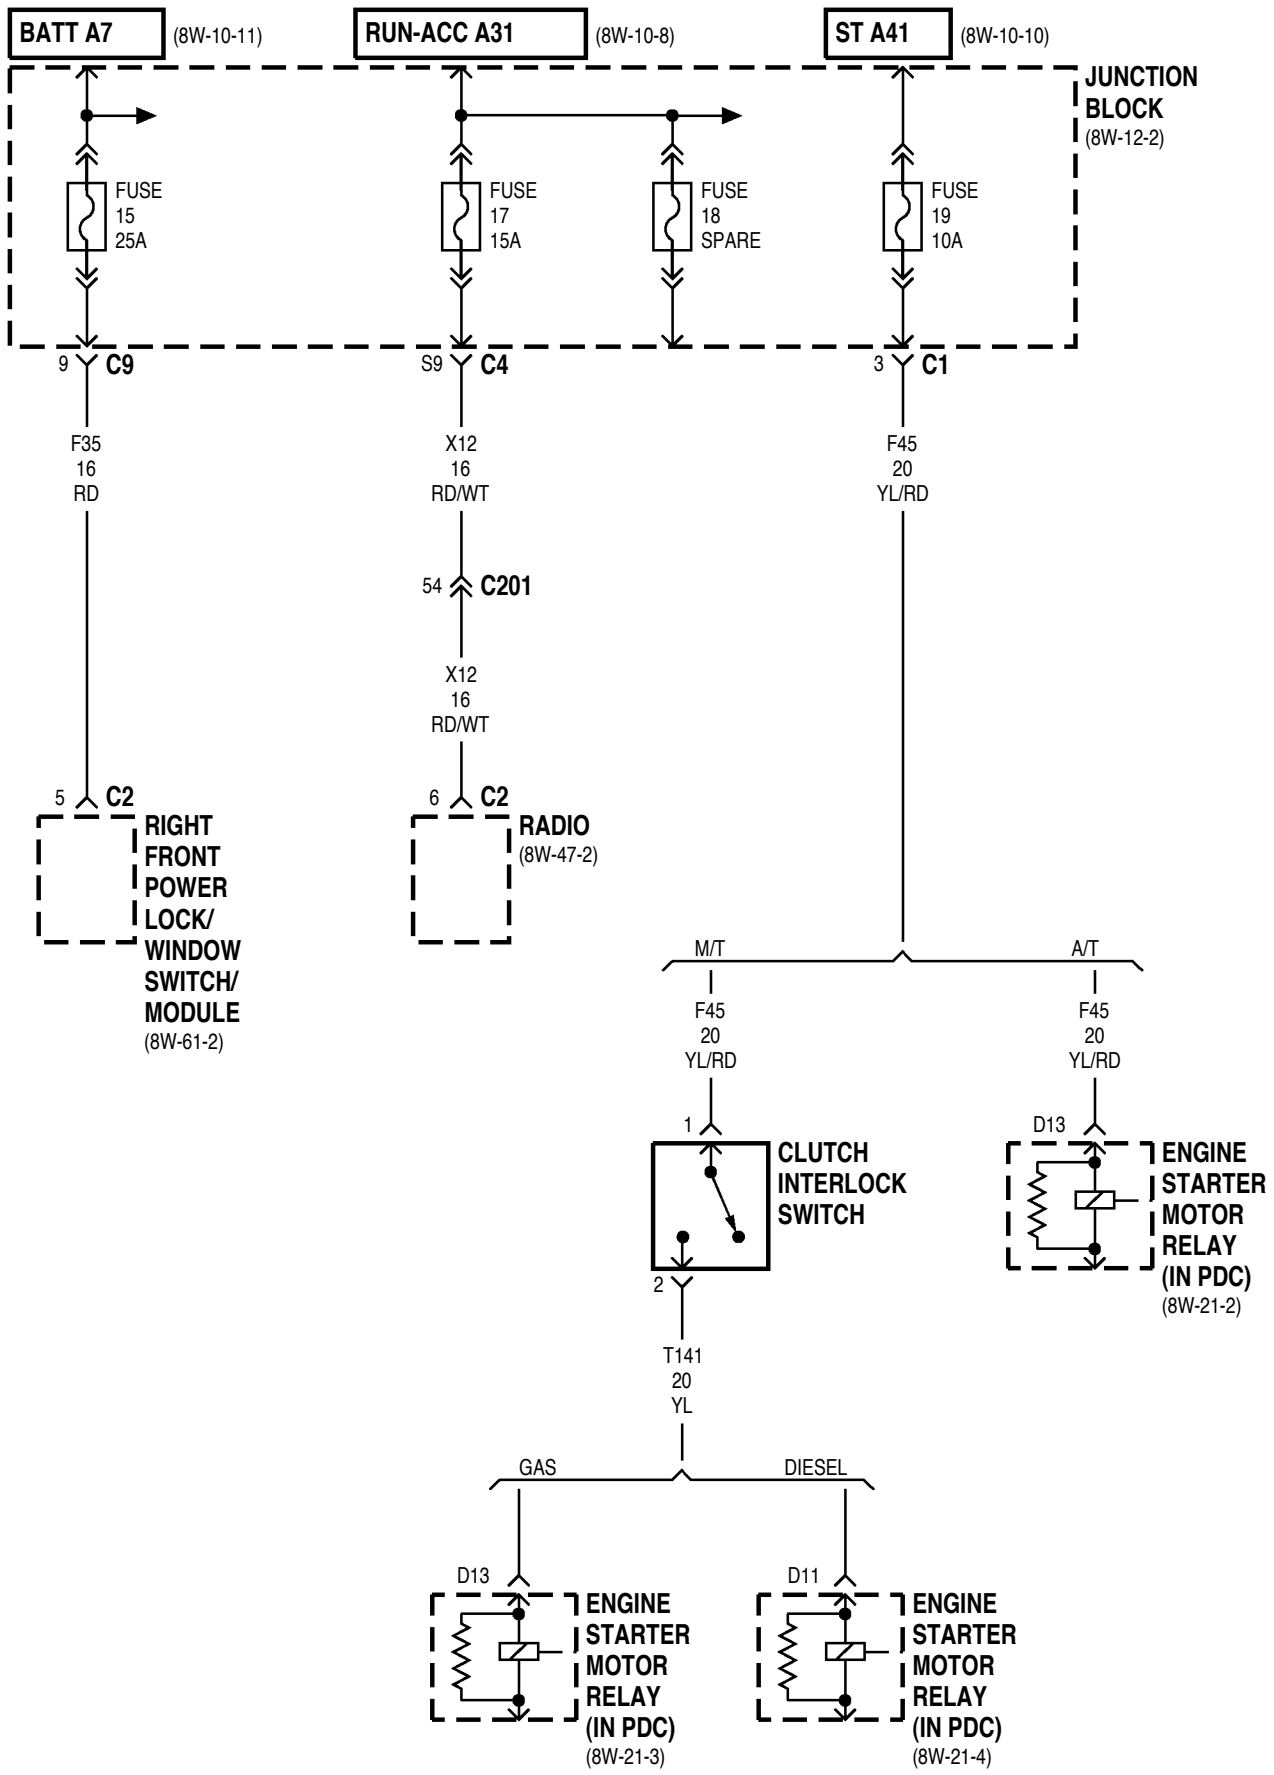 BATT A7 (8W-10-11) RUN-ACC A31 (8W-10-8) ST A41 (8W-10-10)
JUNCTION
BLOCK
(8W-12-2)
FUSE
15
25A
FUSE
17
15A
FUSE
18
SPARE
FUSE
19
10A
9 C9
S9 C4
3 C1
F35
16
RD
X12
16
RD/WT
F45
20
YL/RD
54 C201
X12
16
RD/WT
5 C2
RIGHT
FRONT
POWER
LOCK/
WINDOW
SWITCH/
MODULE
(8W-61-2)
6 C2
RADIO
(8W-47-2)
M/T
A/T
F45
20
YL/RD
F45
20
YL/RD
1
CLUTCH
INTERLOCK
SWITCH
2
D13
ENGINE
STARTER
MOTOR
RELAY
(IN PDC)
(8W-21-2)
T141
20
YL
GAS
DIESEL
D13
ENGINE
STARTER
MOTOR
RELAY
(IN PDC)
(8W-21-3)
D11
ENGINE
STARTER
MOTOR
RELAY
(IN PDC)
(8W-21-4)